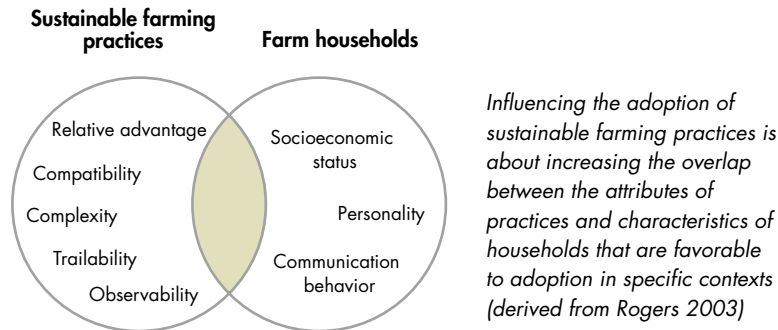 Sustainable farming
practices
Farm households
Relative advantage
Compatibility
Complexity
Trailability
Observability
Socioeconomic
status
Personality
Communication
behavior
Influencing the adoption of
sustainable farming practices is
about increasing the overlap
between the attributes of
practices and characteristics of
households that are favorable
to adoption in specific contexts
(derived from Rogers 2003)